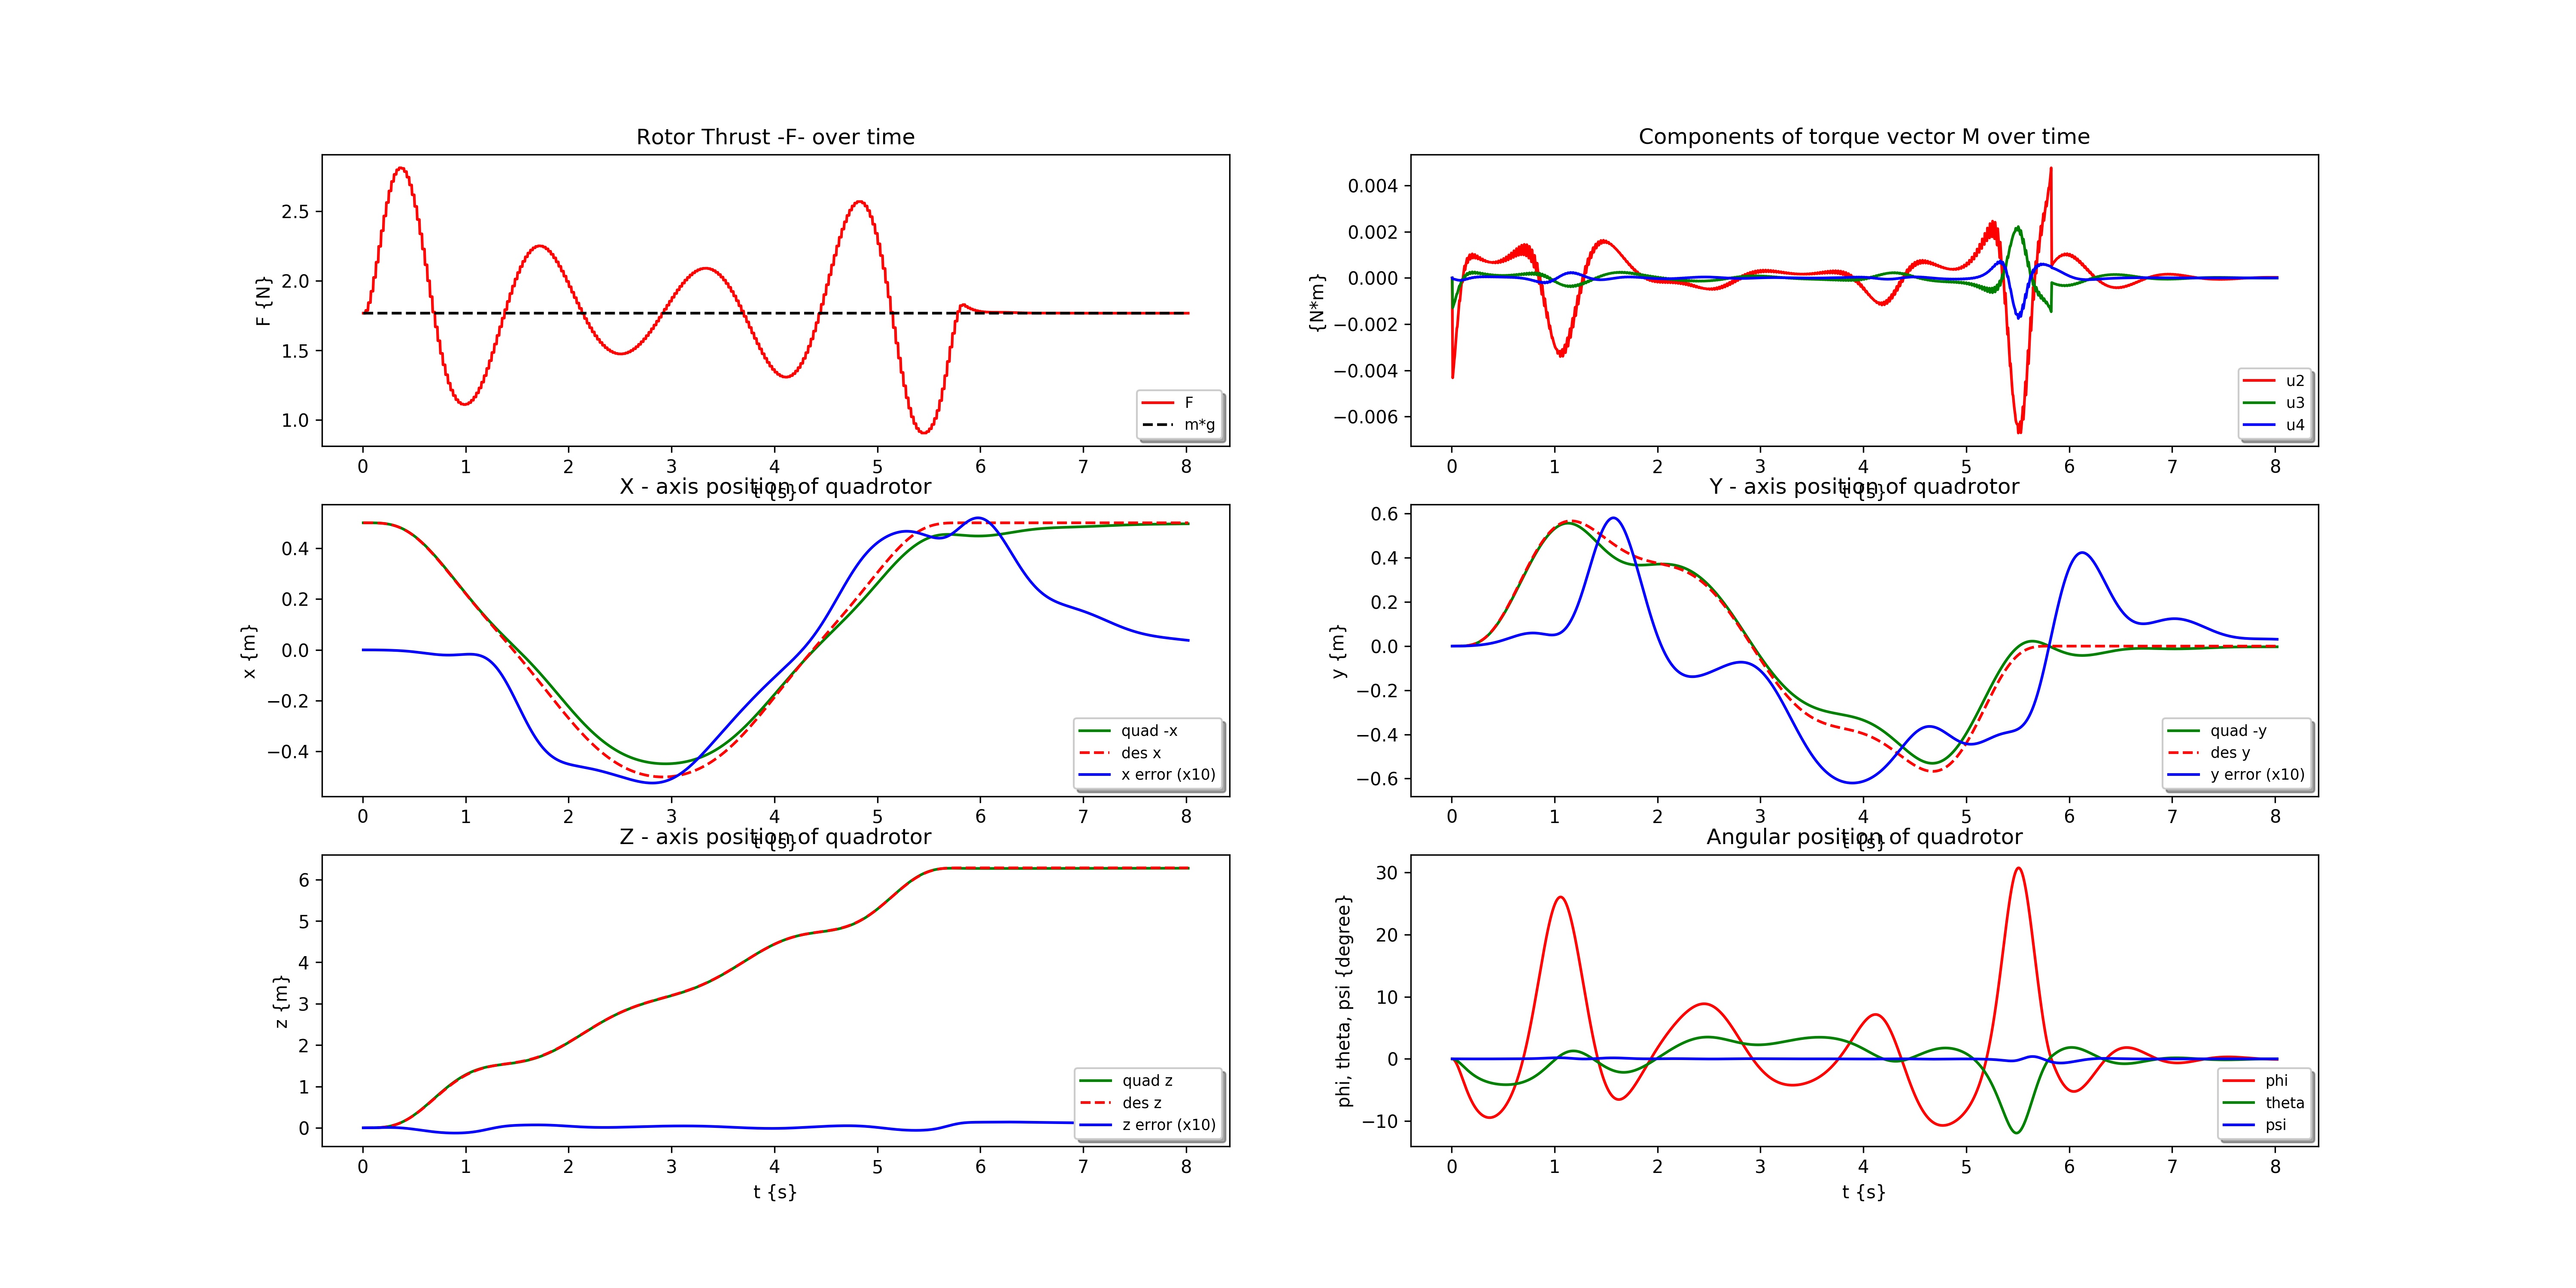 Rotor Thrust -F- over time
F {N}
2.5
2.0
1.5
1.0
F
m*g
0 1 2 3 4 5 6 7 8
t {s}
Components of torque vector M over time
{N*m}
0.004
0.002
0.000
−0.002
−0.004
−0.006
u2
u3
u4
0 1 2 3 4 5 6 7 8
t {s}
X - axis position of quadrotor
x {m}
0.4
0.2
0.0
−0.2
−0.4
quad -x
des x
x error (x10)
0 1 2 3 4 5 6 7 8
t {s}
Y - axis position of quadrotor
y {m}
0.6
0.4
0.2
0.0
−0.2
−0.4
−0.6
quad -y
des y
y error (x10)
0 1 2 3 4 5 6 7 8
t {s}
Z - axis position of quadrotor
z {m}
6
5
4
3
2
1
0
quad z
des z
z error (x10)
0 1 2 3 4 5 6 7 8
t {s}
Angular position of quadrotor
phi, theta, psi {degree}
30
20
10
0
−10
phi
theta
psi
0 1 2 3 4 5 6 7 8
t {s}